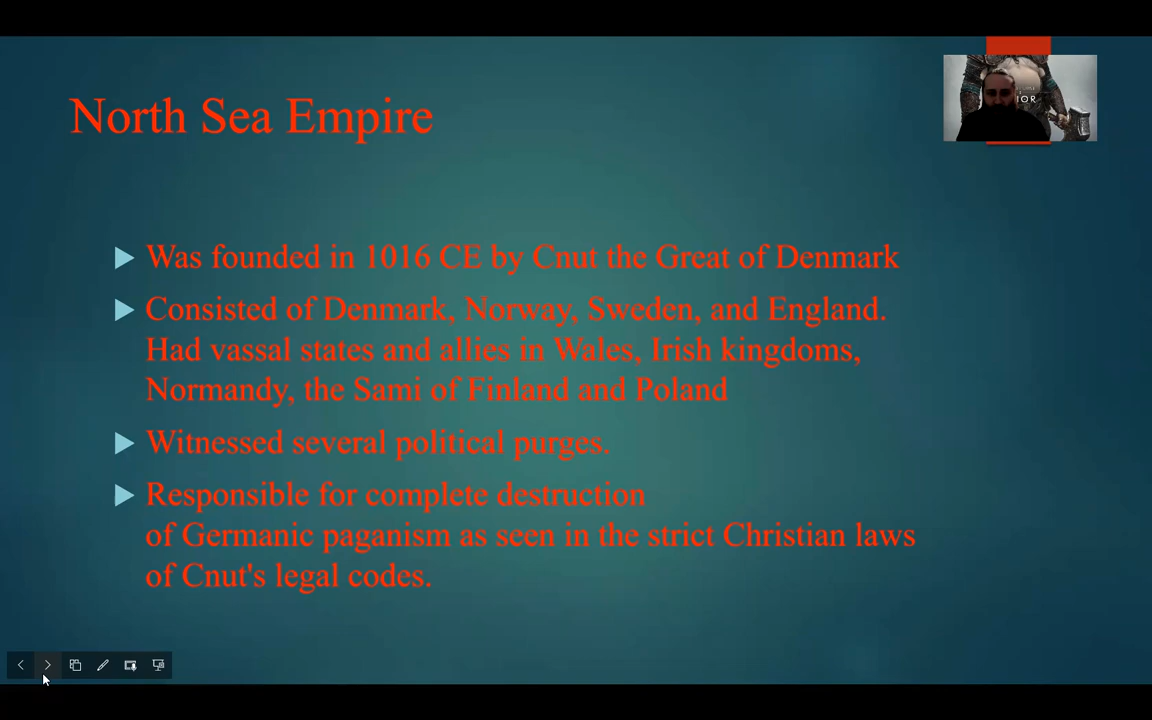 North Sea Empire
IOR
Was founded in 1016 CE by Cnut the Great of Denmark
Consisted of Denmark, Norway, Sweden, and England.
Had vassal states and allies in Wales, Irish kingdoms,
Normandy, the Sami of Finland and Poland
Witnessed several political purges.
Responsible for complete destruction
of Germanic paganism as seen in the strict Christian laws
of Cnut's legal codes.